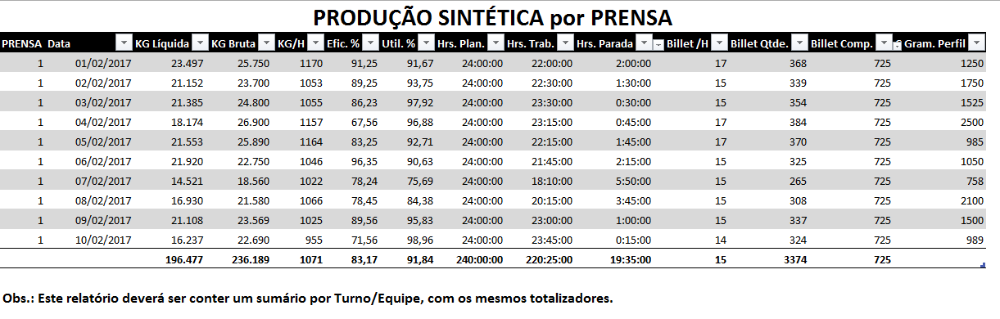 PRODUÇÃO SINTÉTICA por PRENSA
PRENSA Data KG Líquida KG Bruta KG/H Efic. % Util. % Hrs. Plan. Hrs. Trab. Hrs. Parada Billet /H Billet Qtde. Billet Comp. Gram. Perfil
1 01/02/2017 23.497 25.750 1170 91,25 91,67 24:00:00 22:00:00 2:00:00 17 368 725 1250
1 02/02/2017 21.152 23.700 1053 89,25 93,75 24:00:00 22:30:00 1:30:00 15 339 725 1750
1 03/02/2017 21.385 24.800 1055 86,23 97,92 24:00:00 23:30:00 0:30:00 15 354 725 1525
1 04/02/2017 18.174 26.900 1157 67,56 96,88 24:00:00 23:15:00 0:45:00 17 384 725 2500
1 05/02/2017 21.553 25.890 1164 83,25 92,71 24:00:00 22:15:00 1:45:00 17 370 725 985
1 06/02/2017 21.920 22.750 1046 96,35 90,63 24:00:00 21:45:00 2:15:00 15 325 725 1050
1 07/02/2017 14.521 18.560 1022 78,24 75,69 24:00:00 18:10:00 5:50:00 15 265 725 758
1 08/02/2017 16.930 21.580 1066 78,45 84,38 24:00:00 20:15:00 3:45:00 15 308 725 2100
1 09/02/2017 21.108 23.569 1025 89,56 95,83 24:00:00 23:00:00 1:00:00 15 337 725 1500
1 10/02/2017 16.237 22.690 955 71,56 98,96 24:00:00 23:45:00 0:15:00 14 324 725 989
196.477 236.189 1071 83,17 91,84 240:00:00 220:25:00 19:35:00 15 3374 725
Obs.: Este relatório deverá ser conter um sumário por Turno/Equipe, com os mesmos totalizadores.